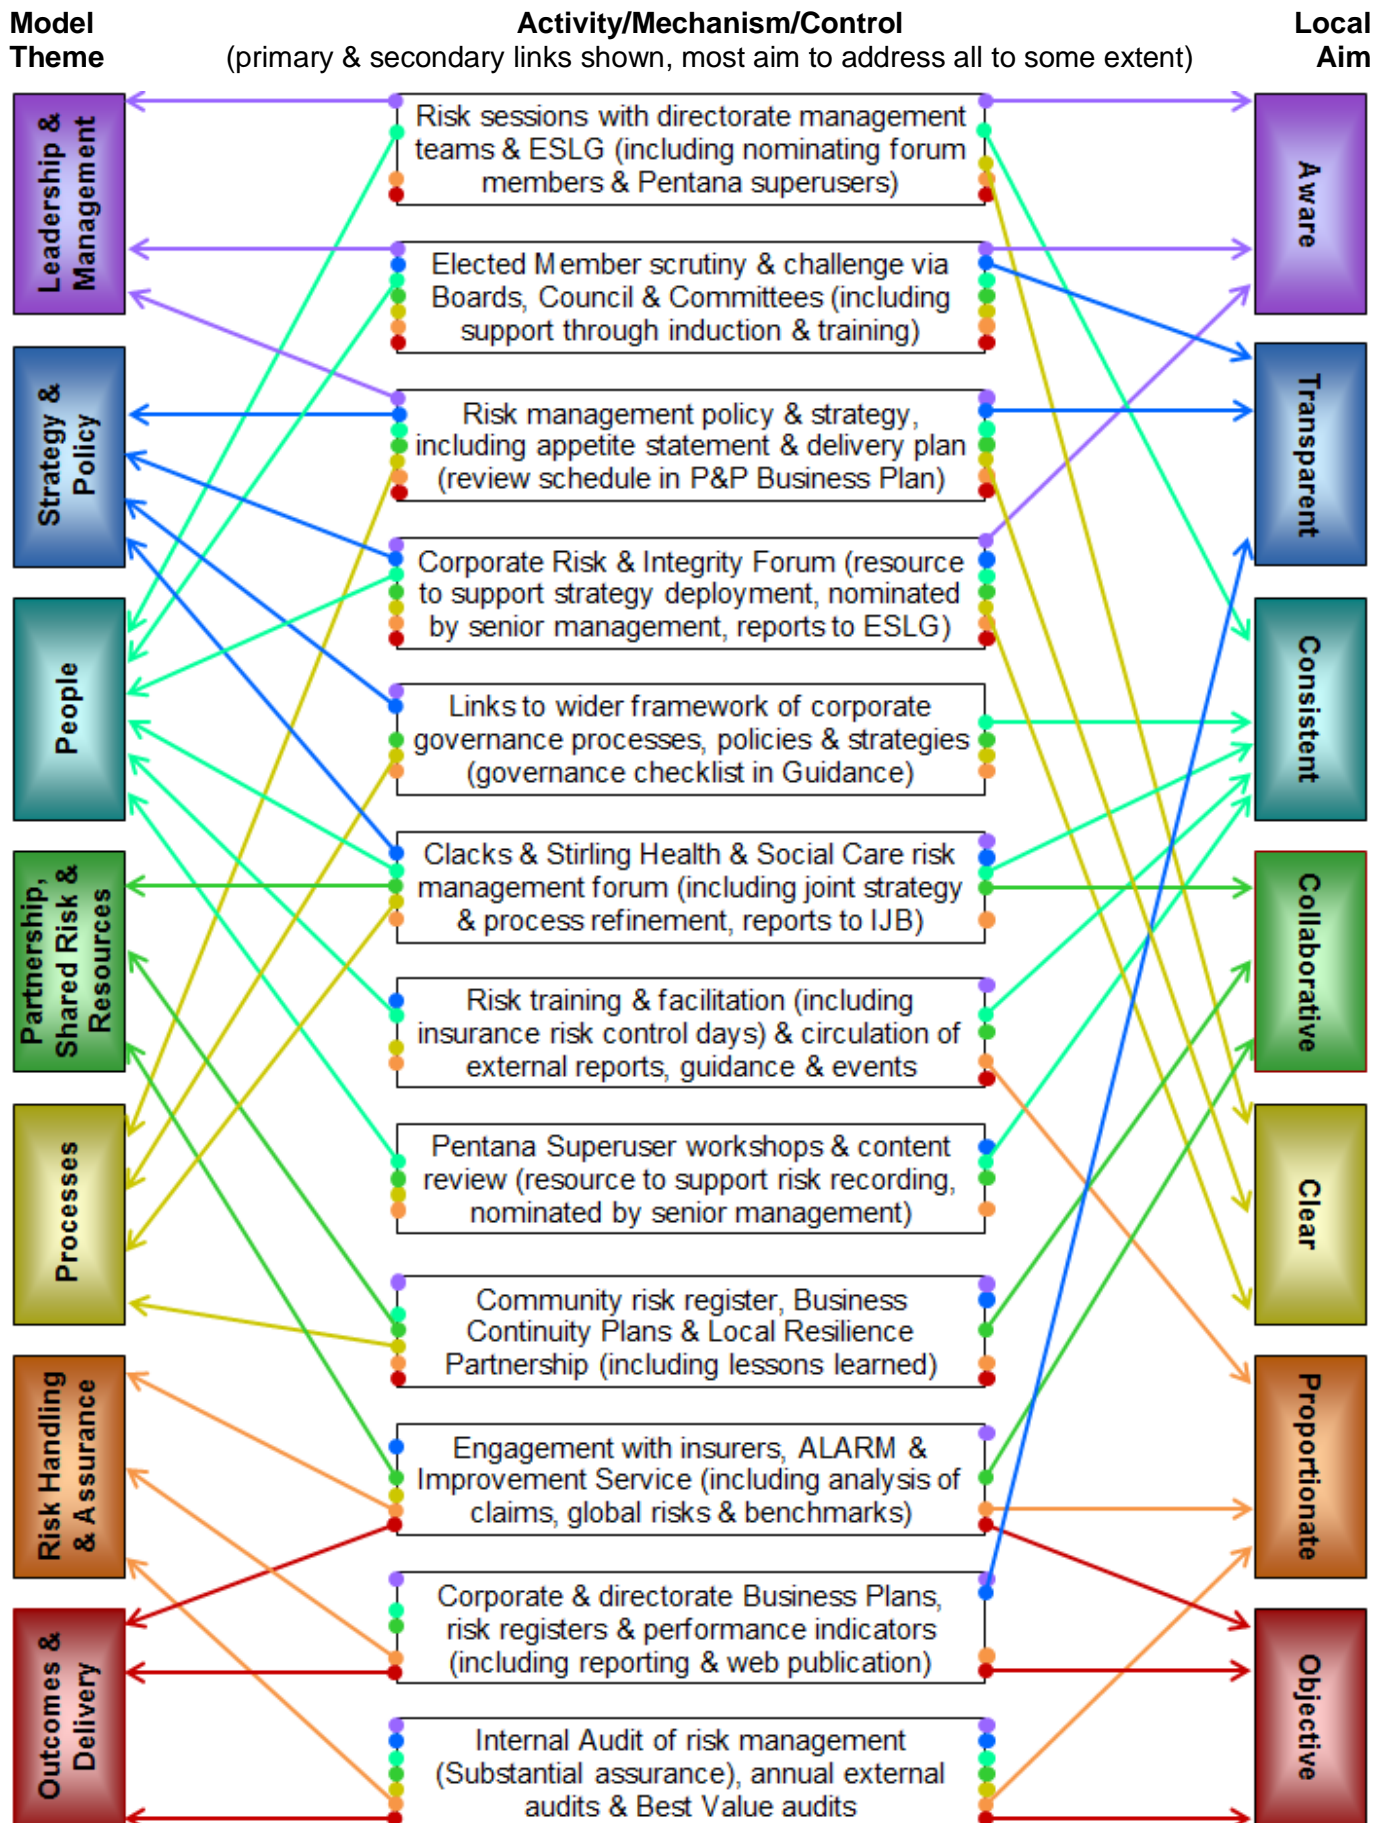 Model
Theme
Activity/Mechanism/Control
(primary & secondary links shown, most aim to address all to some extent)
Local
Aim
Leadership &
Management
Strategy &
Policy
People
Partnership,
Shared Risk &
Resources
Processes
Risk Handling
& Assurance
Outcomes &
Delivery
Risk sessions with directorate management
teams & ESLG (including nominating forum
members & Pentana superusers)
Elected Member scrutiny & challenge via
Boards, Council & Committees (including
support through induction & training)
Risk management policy & strategy,
including appetite statement & delivery plan
(review schedule in P&P Business Plan)
Corporate Risk & Integrity Forum (resource
to support strategy deployment, nominated
by senior management, reports to ESLG)
Links to wider framework of corporate
governance processes, policies & strategies
(governance checklist in Guidance)
Clacks & Stirling Health & Social Care risk
management forum (including joint strategy
& process refinement, reports to IJB)
Risk training & facilitation (including
insurance risk control days) & circulation of
external reports, guidance & events
Pentana Superuser workshops & content
review (resource to support risk recording,
nominated by senior management)
Community risk register, Business
Continuity Plans & Local Resilience
Partnership (including lessons learned)
Engagement with insurers, ALARM &
Improvement Service (including analysis of
claims, global risks & benchmarks)
Corporate & directorate Business Plans,
risk registers & performance indicators
(including reporting & web publication)
Internal Audit of risk management
(Substantial assurance), annual external
audits & Best Value audits
Aware
Transparent
Consistent
Collaborative
Clear
Proportionate
Objective